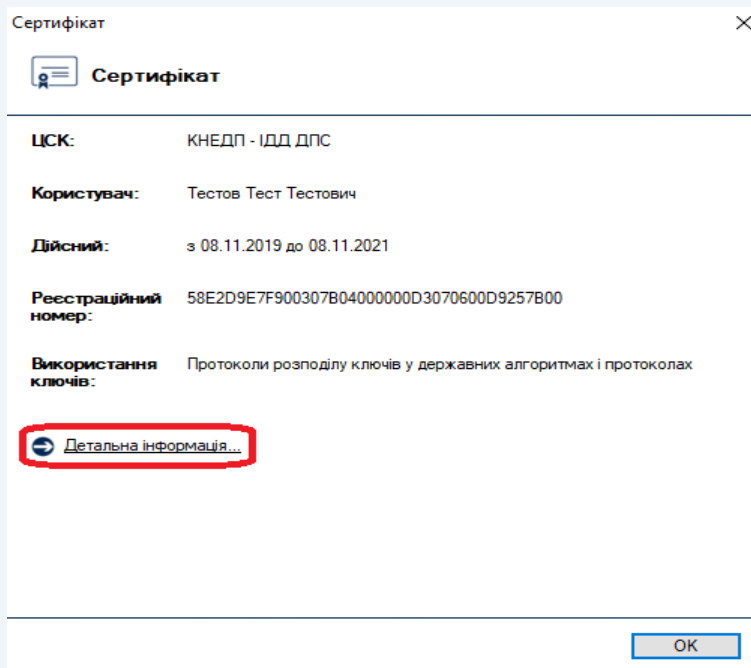 Сертифікат
Сертифікат
ЦСК: КНЕДП - ІДД ДПС
Користувач: Тестов Тест Тестович
Дійсний: з 08.11.2019 до 08.11.2021
Реєстраційний номер: 58E2D9E7F900307B04000000D3070600D9257B00
Використання ключів: Протоколи розподілу ключів у державних алгоритмах і протоколах
Детальна інформація...
OK